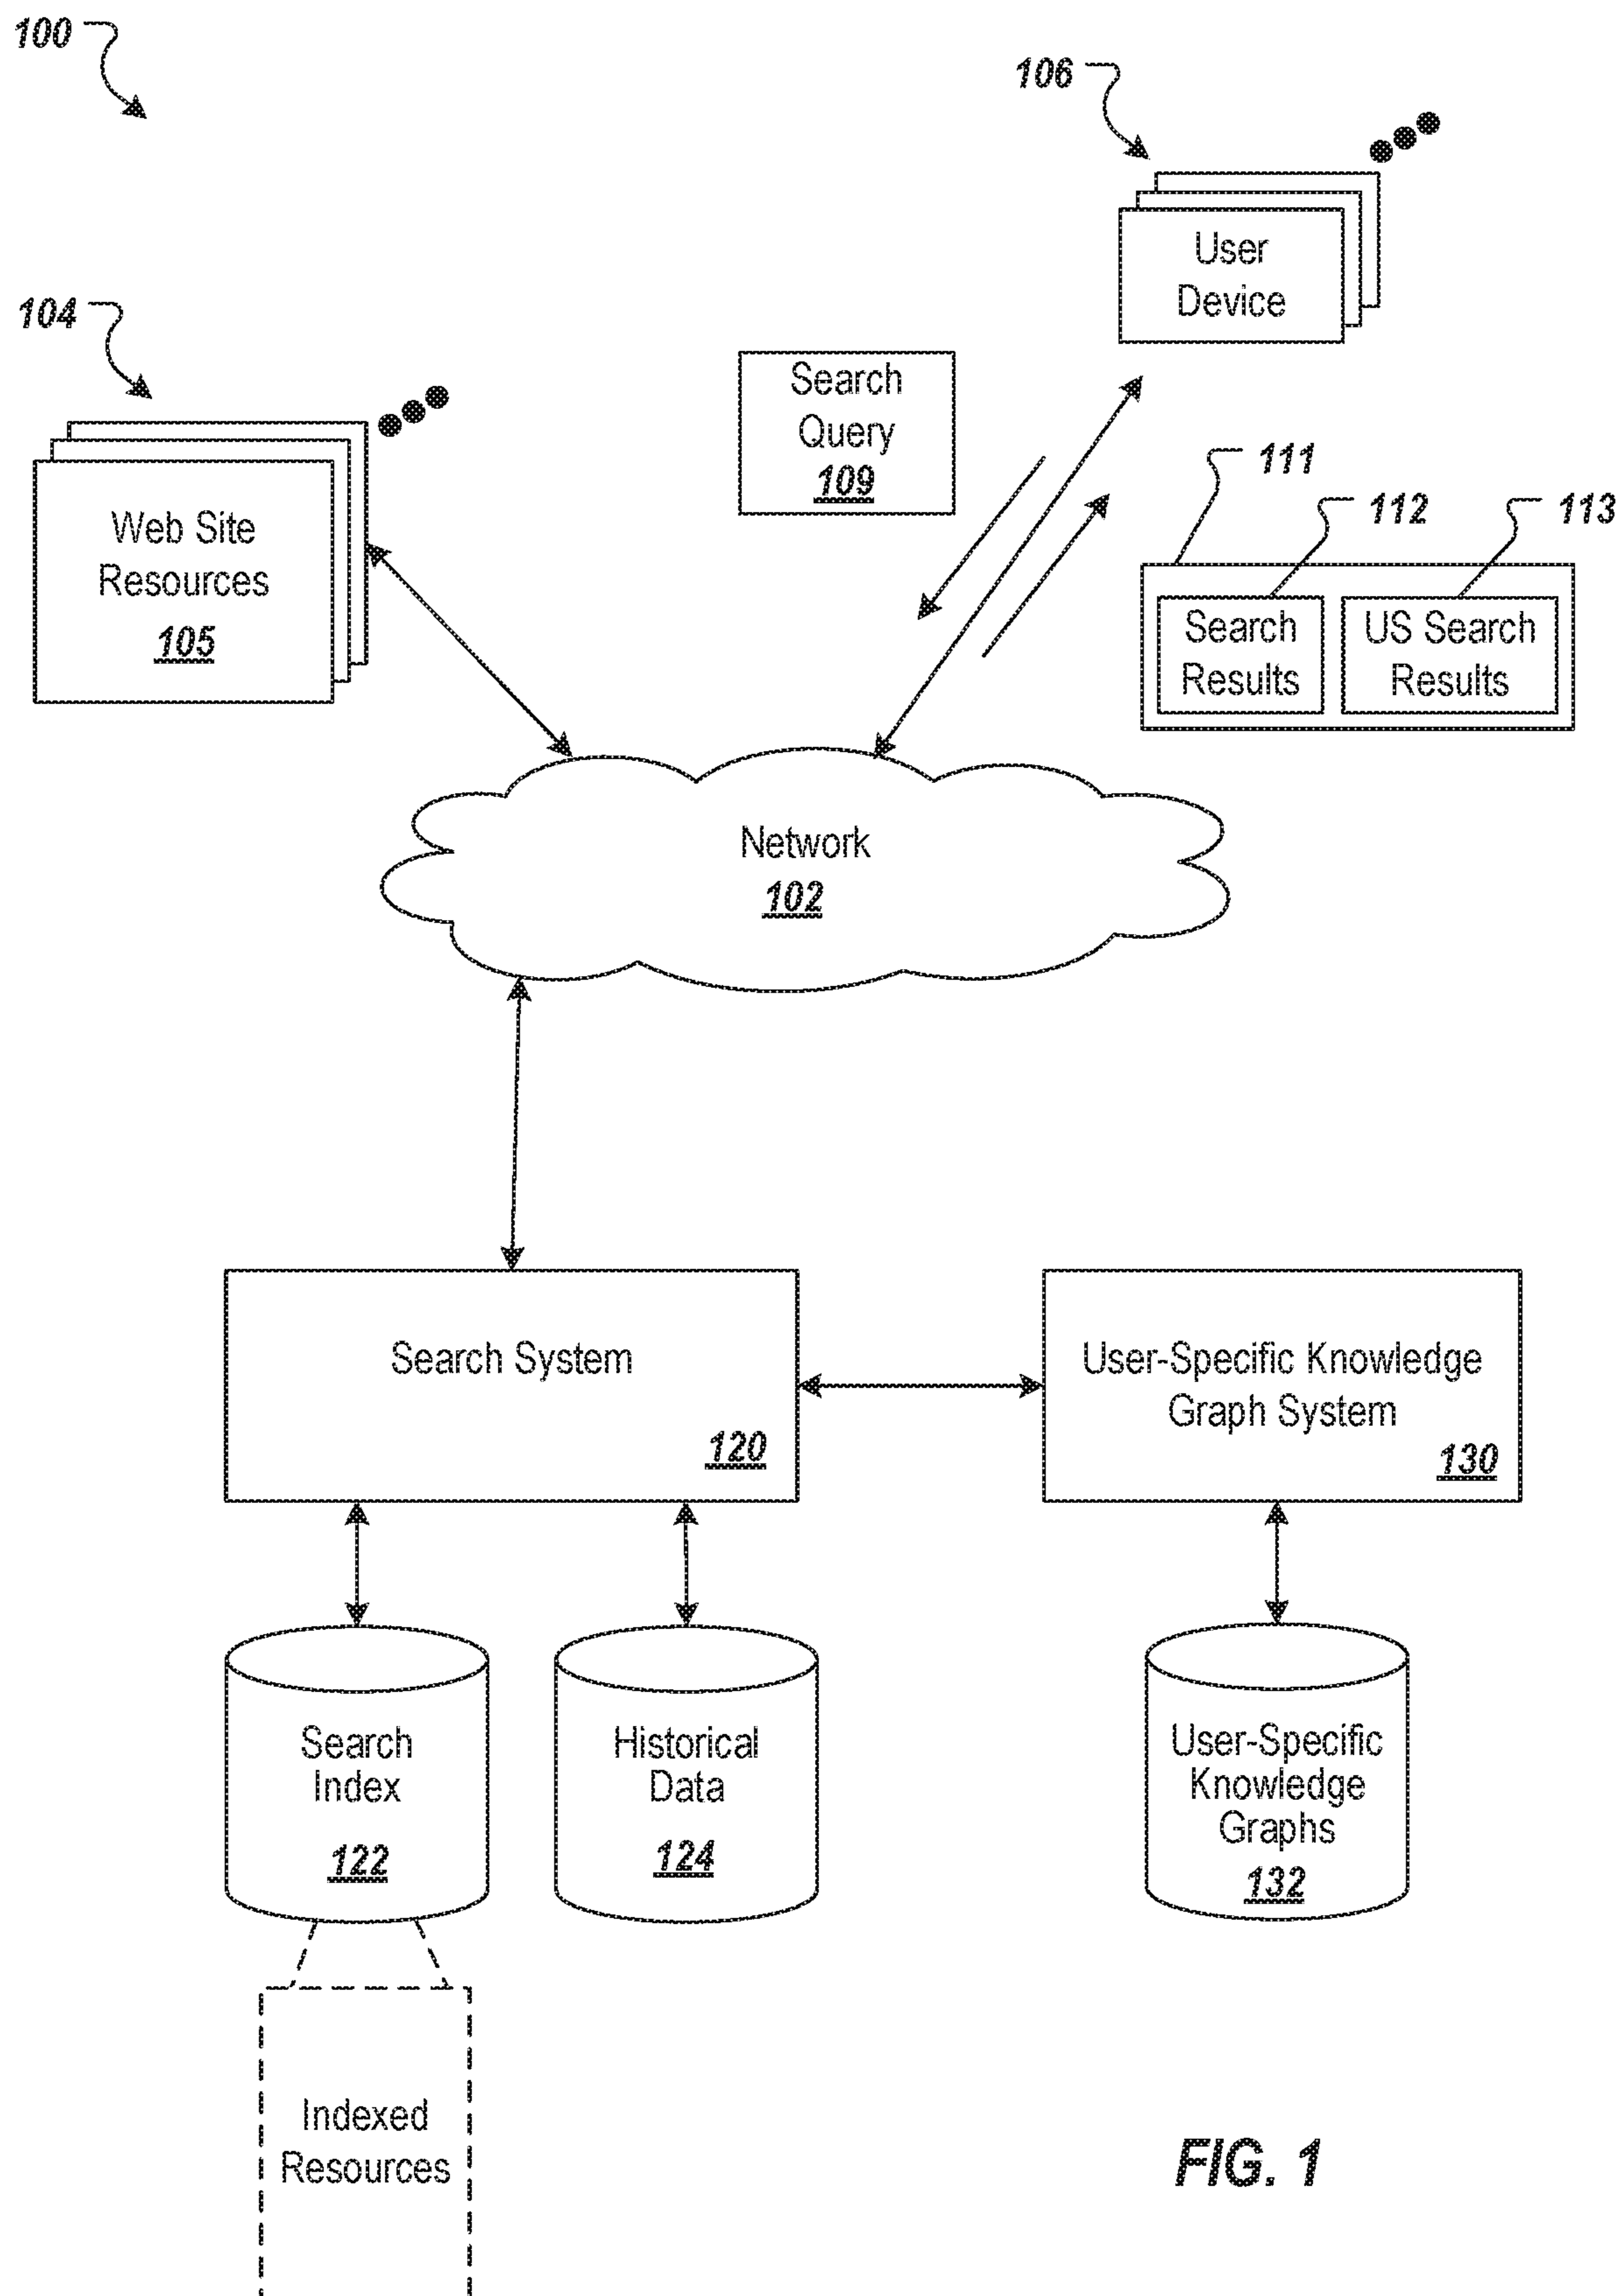 100
106
User
Device
104
Search
Query
109
111
112
113
Web Site
Resources
105
Search
Results
US Search
Results
Network
102
Search System
120
User-Specific Knowledge
Graph System
130
Search
Index
122
Historical
Data
124
User-Specific
Knowledge
Graphs
132
Indexed
Resources
FIG. 1